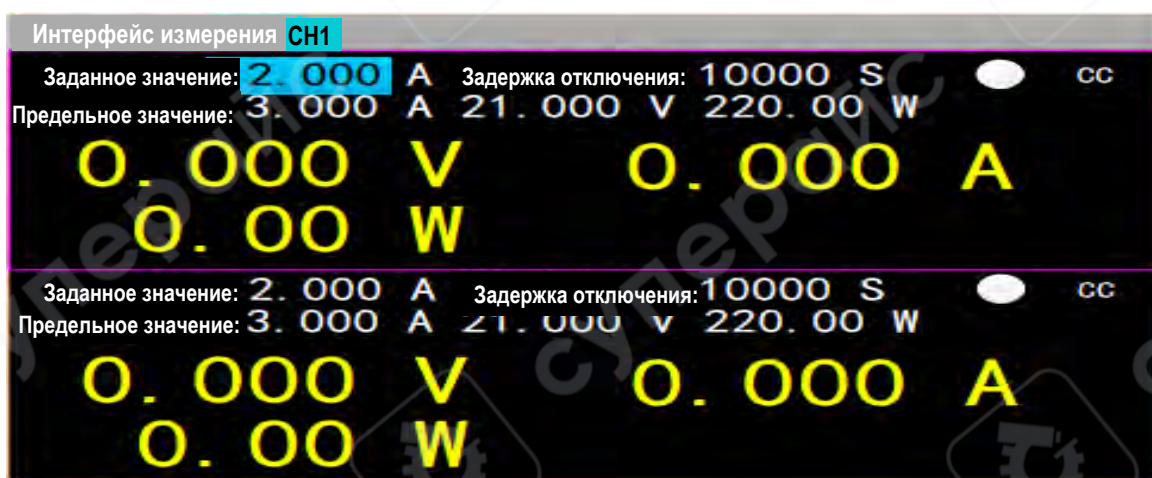 Интерфейс измерения CH1
Заданное значение: 2.000 A Задержка отключения: 10000 S CC
Предельное значение: 3.000 A 21.000 V 220.00 W
0.000 V 0.000 A
0.00 W
Заданное значение: 2.000 A Задержка отключения: 10000 S CC
Предельное значение: 3.000 A 21.000 V 220.00 W
0.000 V 0.000 A
0.00 W
суперайс
суперайс